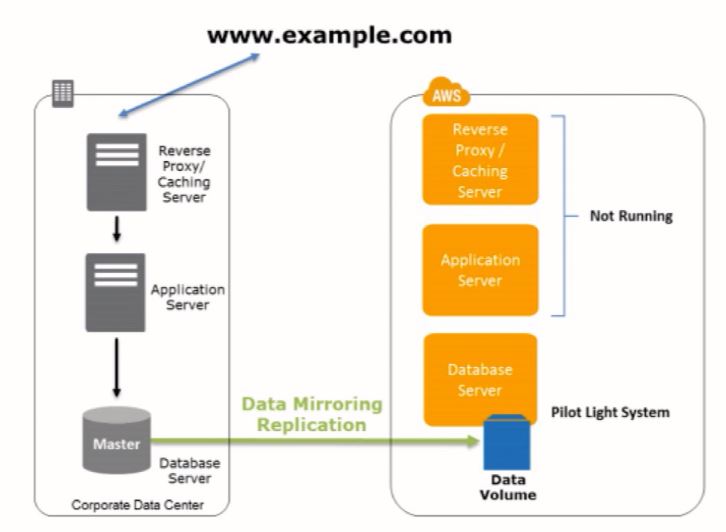 www.example.com
Reverse
Proxy/
Caching
Server
Application
Server
Master
Database
Server
Corporate Data Center
Data Mirroring
Replication
AWS
Reverse
Proxy /
Caching
Server
Not Running
Application
Server
Database
Server
Pilot Light System
Data
Volume